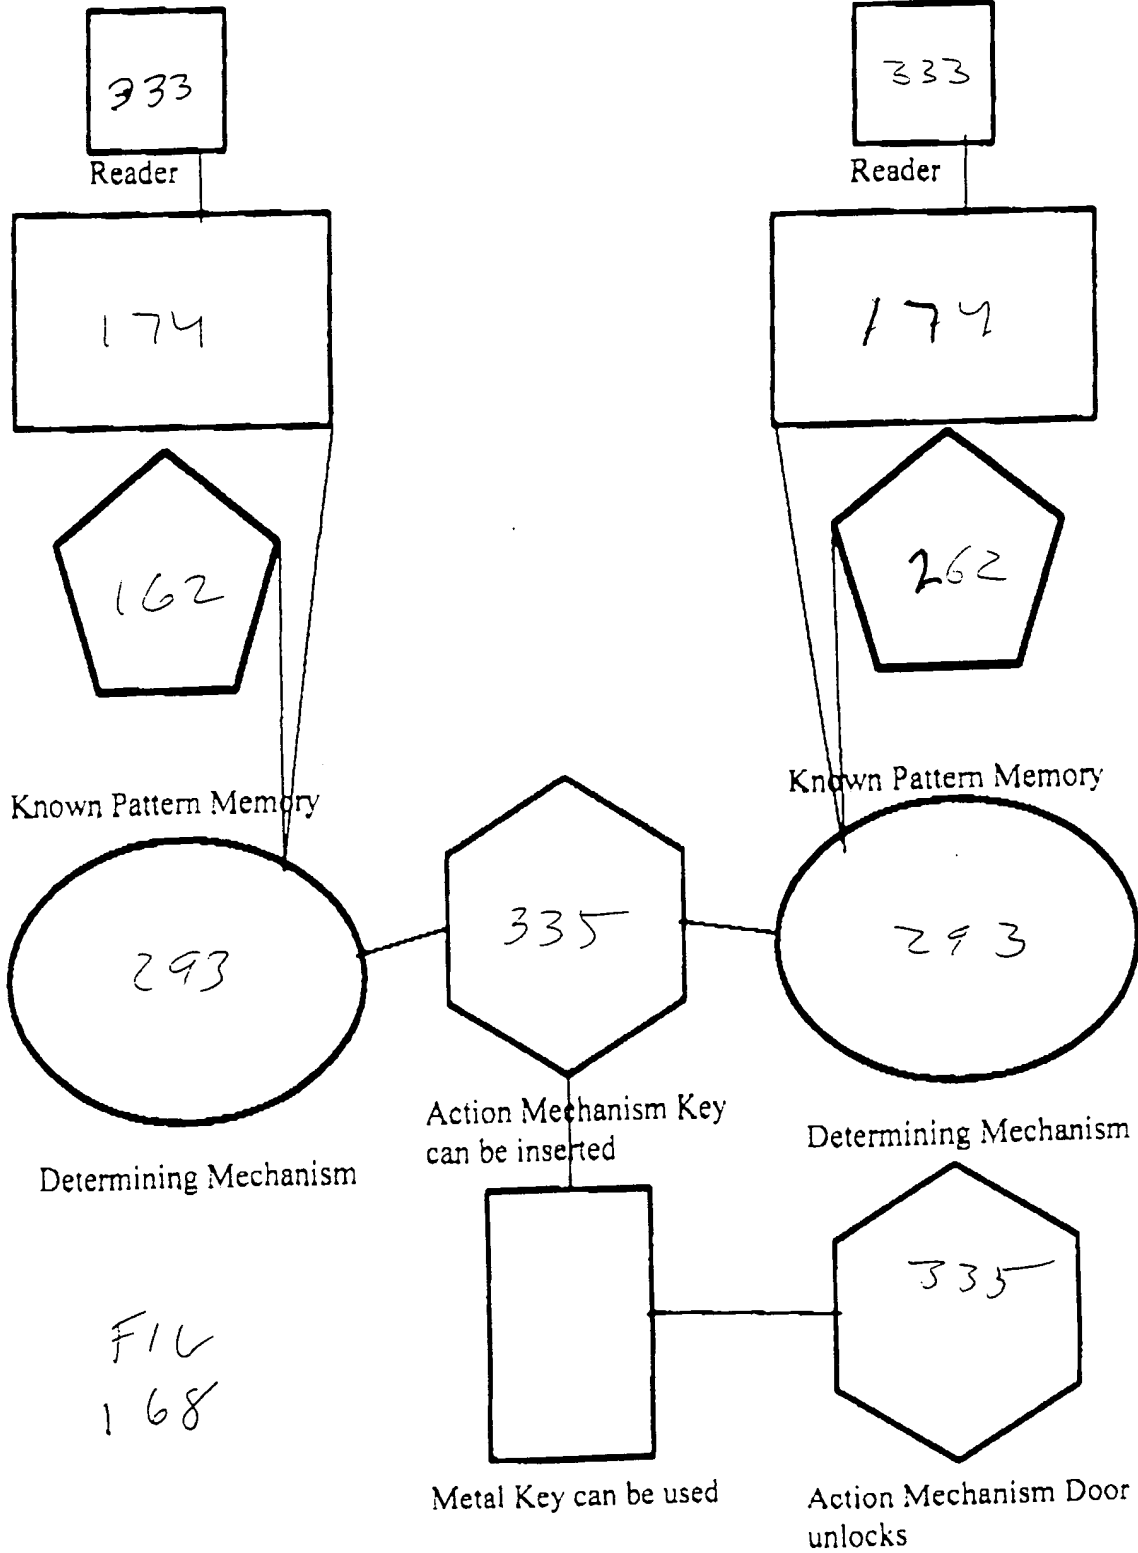 333
333
Reader
Reader
174
174
162
262
Known Pattern Memory
Known Pattern Memory
335
293
293
Action Mechanism Key
can be inserted
Determining Mechanism
Determining Mechanism
335
FIG
168
Metal Key can be used
Action Mechanism Door
unlocks